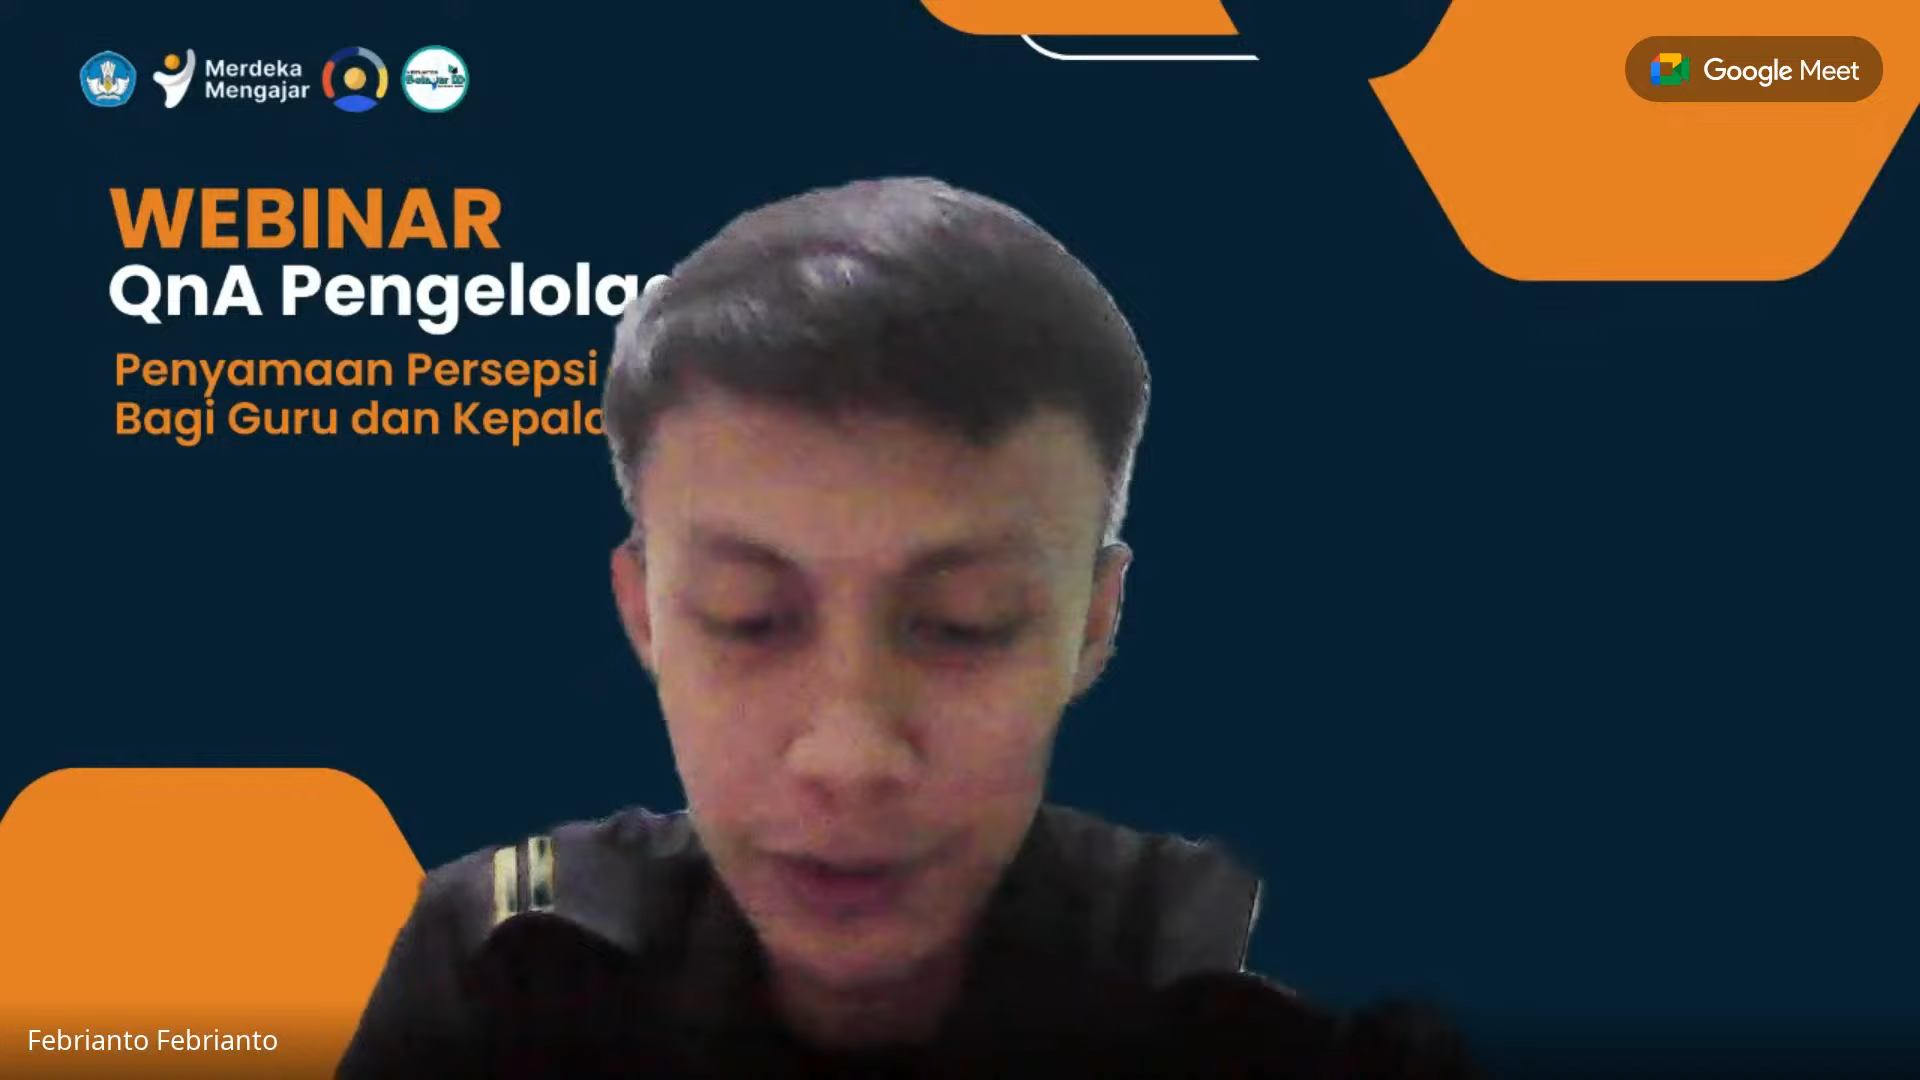 Merdeka
Mengajar
Google Meet
WEBINAR
QnA Pengelola
Penyamaan Persepsi
Bagi Guru dan Kepala
Febrianto Febrianto